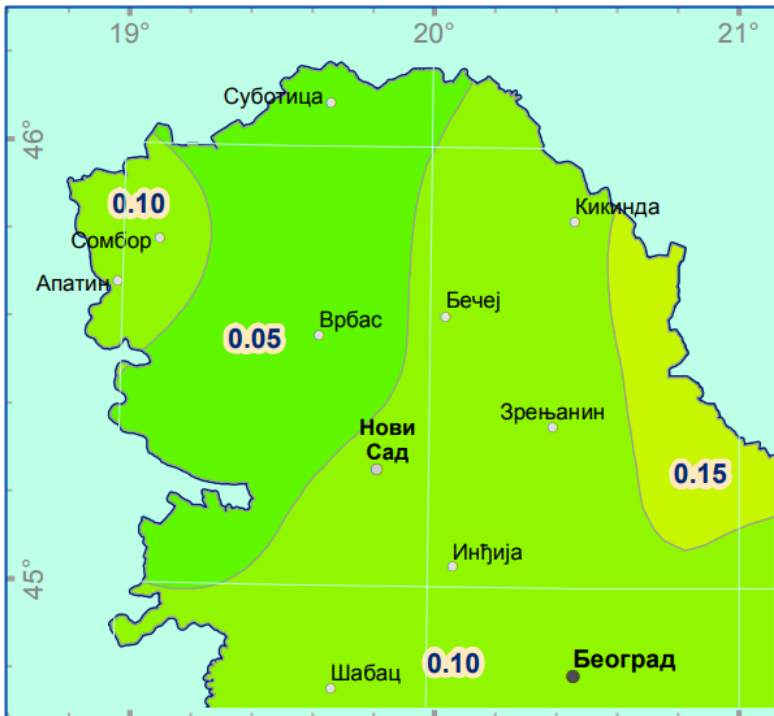 19°
20°
21°
Суботица
46°
0.10
Кикинда
Сомбор
Апатин
Бечеј
Врбас
0.05
Зрењанин
Нови
Сад
0.15
Инђија
45°
0.10
Београд
Шабац